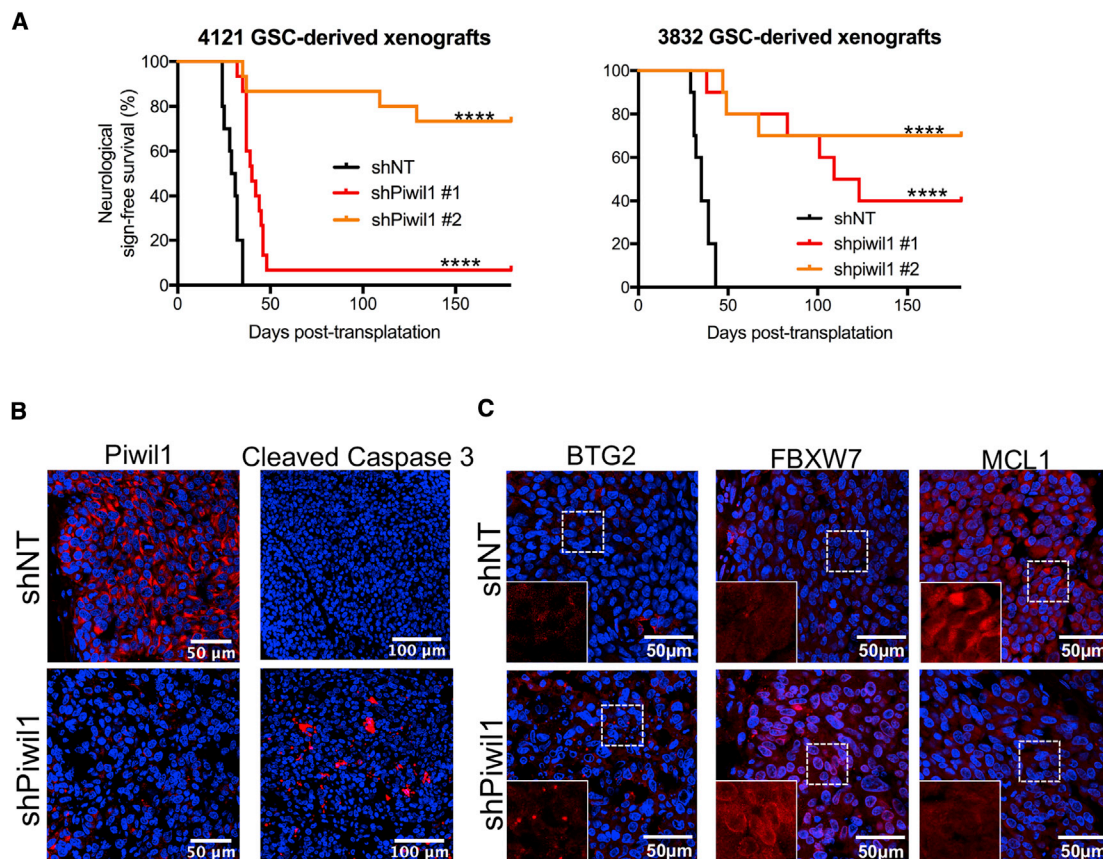 A
4121 GSC-derived xenografts
Neurological
sign-free survival (%)
100
80
60
40
20
0
0 50 100 150
Days post-transplatation
shNT
shPiwil1 #1
shPiwil1 #2
****
****
3832 GSC-derived xenografts
100
80
60
40
20
0
0 50 100 150
Days post-transplatation
shNT
shpiwil1 #1
shpiwil1 #2
****
****
B
Piwil1 Cleaved Caspase 3
shNT
50 µm 100 µm
shPiwil1
50 µm 100 µm
C
BTG2 FBXW7 MCL1
shNT
50µm 50µm 50µm
shPiwil1
50µm 50µm 50µm